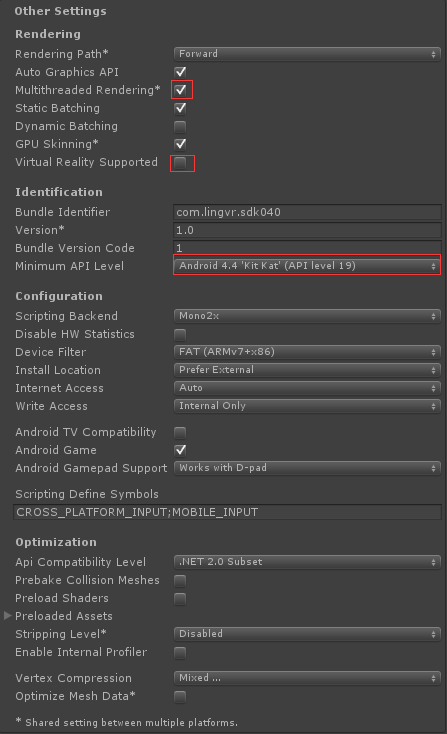 Other Settings
Rendering
Rendering Path* Forward
Auto Graphics API
Multithreaded Rendering*
Static Batching
Dynamic Batching
GPU Skinning*
Virtual Reality Supported
Identification
Bundle Identifier com.lingvr.sdk040
Version* 1.0
Bundle Version Code 1
Minimum API Level Android 4.4 'Kit Kat' (API level 19)
Configuration
Scripting Backend Mono2x
Disable HW Statistics
Device Filter FAT (ARMv7+x86)
Install Location Prefer External
Internet Access Auto
Write Access Internal Only
Android TV Compatibility
Android Game
Android Gamepad Support Works with D-pad
Scripting Define Symbols
CROSS_PLATFORM_INPUT;MOBILE_INPUT
Optimization
Api Compatibility Level .NET 2.0 Subset
Prebake Collision Meshes
Preload Shaders
Preloaded Assets
Stripping Level* Disabled
Enable Internal Profiler
Vertex Compression Mixed ...
Optimize Mesh Data*
* Shared setting between multiple platforms.